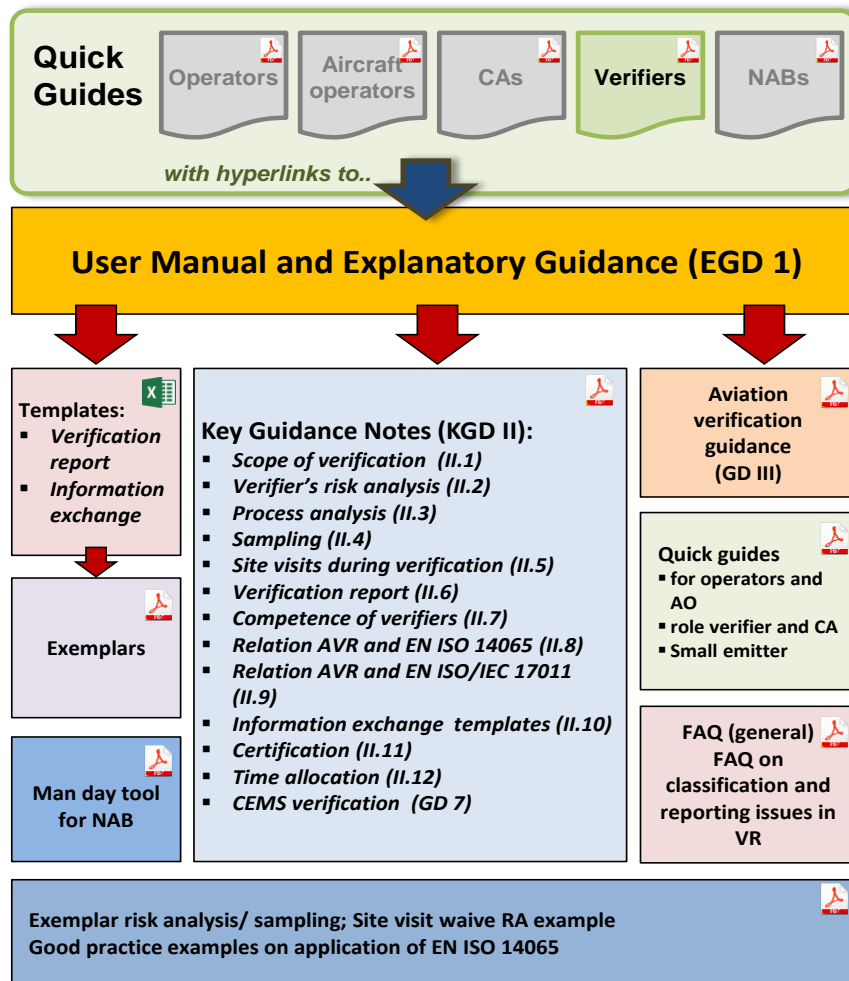 Quick
Guides
Operators
Aircraft
operators
CAs
Verifiers
NABs
with hyperlinks to..
User Manual and Explanatory Guidance (EGD 1)
Templates:
▪ Verification
report
▪ Information
exchange
Exemplars
Man day tool
for NAB
Key Guidance Notes (KGD II):
▪ Scope of verification (II.1)
▪ Verifier's risk analysis (II.2)
▪ Process analysis (II.3)
▪ Sampling (II.4)
▪ Site visits during verification (II.5)
▪ Verification report (II.6)
▪ Competence of verifiers (II.7)
▪ Relation AVR and EN ISO 14065 (II.8)
▪ Relation AVR and EN ISO/IEC 17011
(II.9)
▪ Information exchange templates (II.10)
▪ Certification (II.11)
▪ Time allocation (II.12)
▪ CEMS verification (GD 7)
Aviation
verification
guidance
(GD III)
Quick guides
▪ for operators and
AO
▪ role verifier and CA
▪ Small emitter
FAQ (general)
FAQ on
classification and
reporting issues in
VR
Exemplar risk analysis/ sampling; Site visit waive RA example
Good practice examples on application of EN ISO 14065